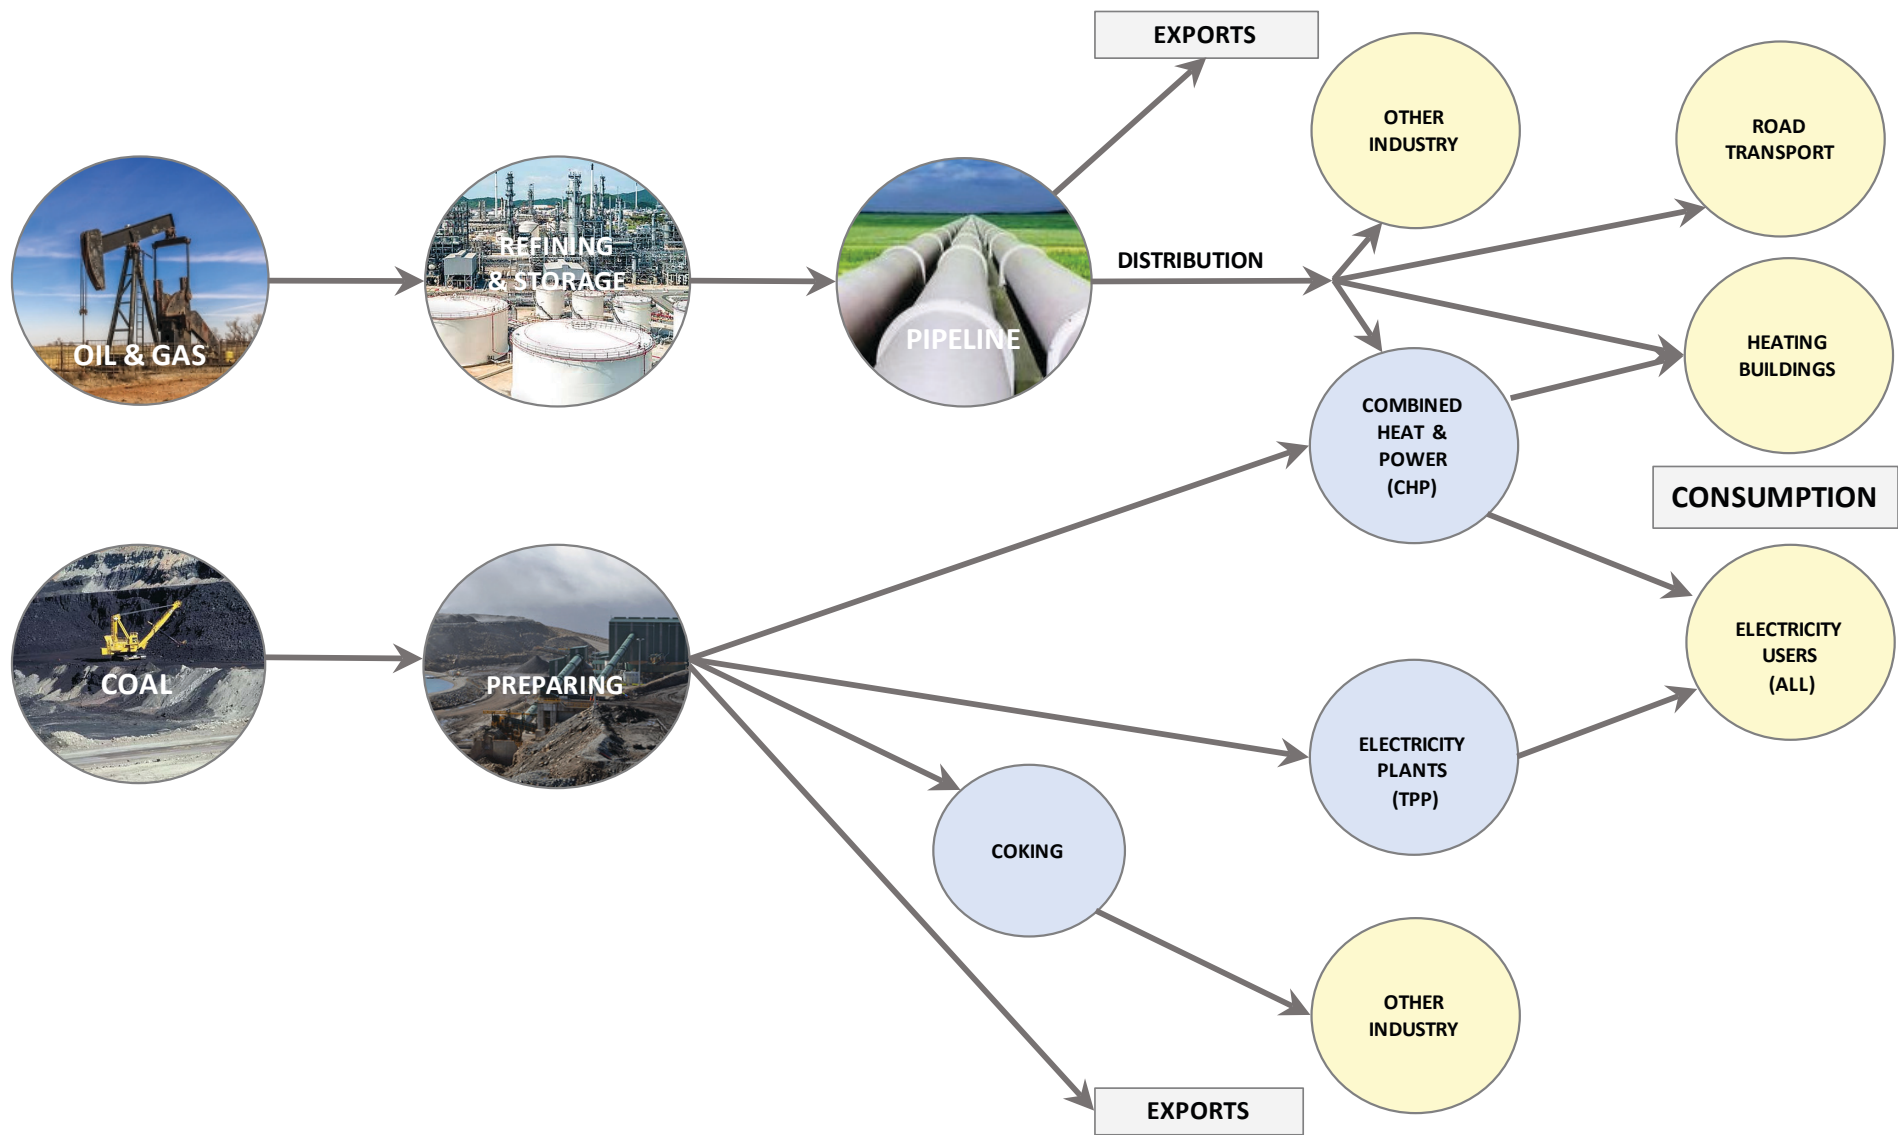 EXPORTS
OTHER
INDUSTRY
ROAD
TRANSPORT
OIL & GAS
REFINING
& STORAGE
PIPELINE
DISTRIBUTION
HEATING
BUILDINGS
COMBINED
HEAT &
POWER
(CHP)
CONSUMPTION
COAL
PREPARING
ELECTRICITY
USERS
(ALL)
ELECTRICITY
PLANTS
(TPP)
COKING
OTHER
INDUSTRY
EXPORTS